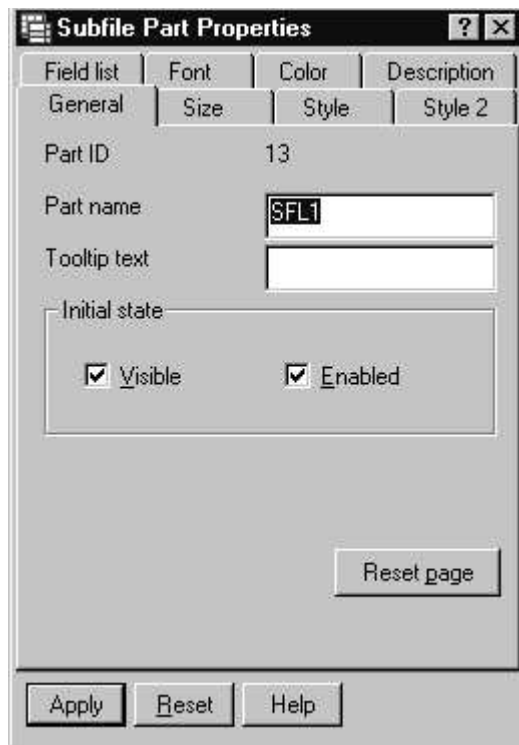 Subfile Part Properties ? ×
Field list Font Color Description
General Size Style Style 2
Part ID 13
Part name SFL1
Tooltip text
Initial state
Visible Enabled
Reset page
Apply Reset Help